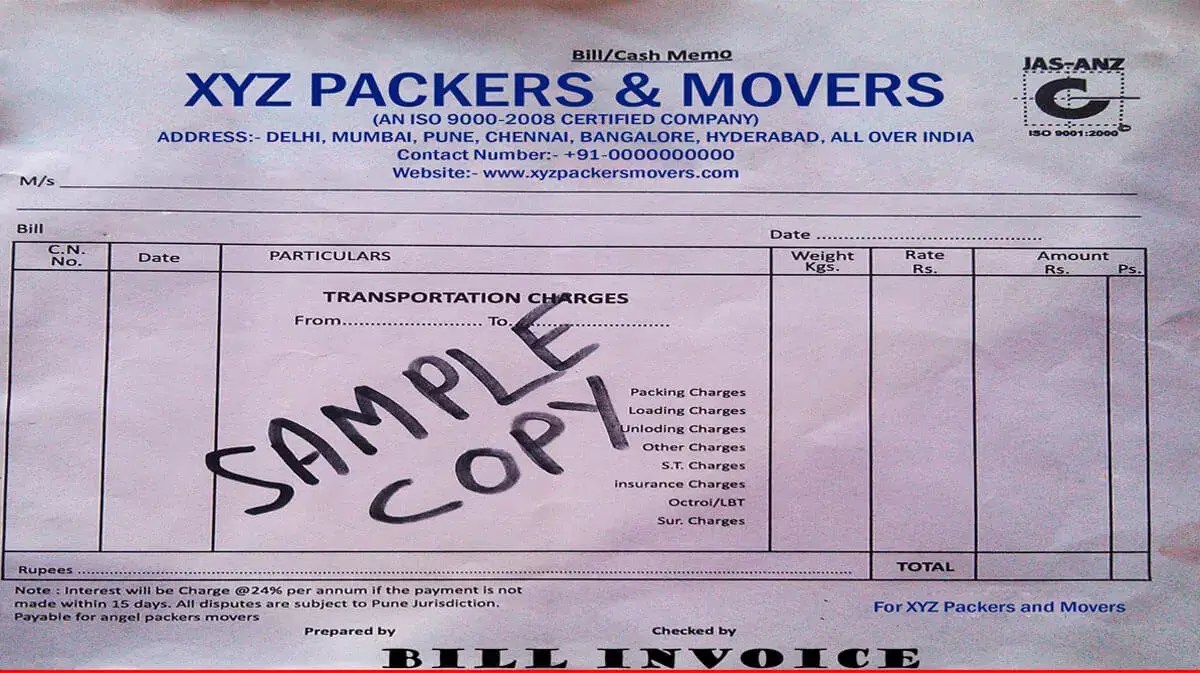 Bill/Cash Memo
XYZ PACKERS & MOVERS
(AN ISO 9000-2008 CERTIFIED COMPANY)
ADDRESS:- DELHI, MUMBAI, PUNE, CHENNAI, BANGALORE, HYDERABAD, ALL OVER INDIA
Contact Number:- +91-0000000000
Website:- www.xyzpackersmovers.com
JAS-ANZ
ISO 9001:2000
M/s
Bill
Date ........................................
C.N. No. Date PARTICULARS Weight Kgs. Rate Rs. Amount Rs. Ps.
TRANSPORTATION CHARGES
From........................ To..........................
SAMPLE
COPY
Packing Charges
Loading Charges
Unloding Charges
Other Charges
S.T. Charges
insurance Charges
Octroi/LBT
Sur. Charges
Rupees ........................................ TOTAL
Note : Interest will be Charge @24% per annum if the payment is not
made within 15 days. All disputes are subject to Pune Jurisdiction.
Payable for angel packers movers
For XYZ Packers and Movers
Prepared by Checked by
BILL INVOICE